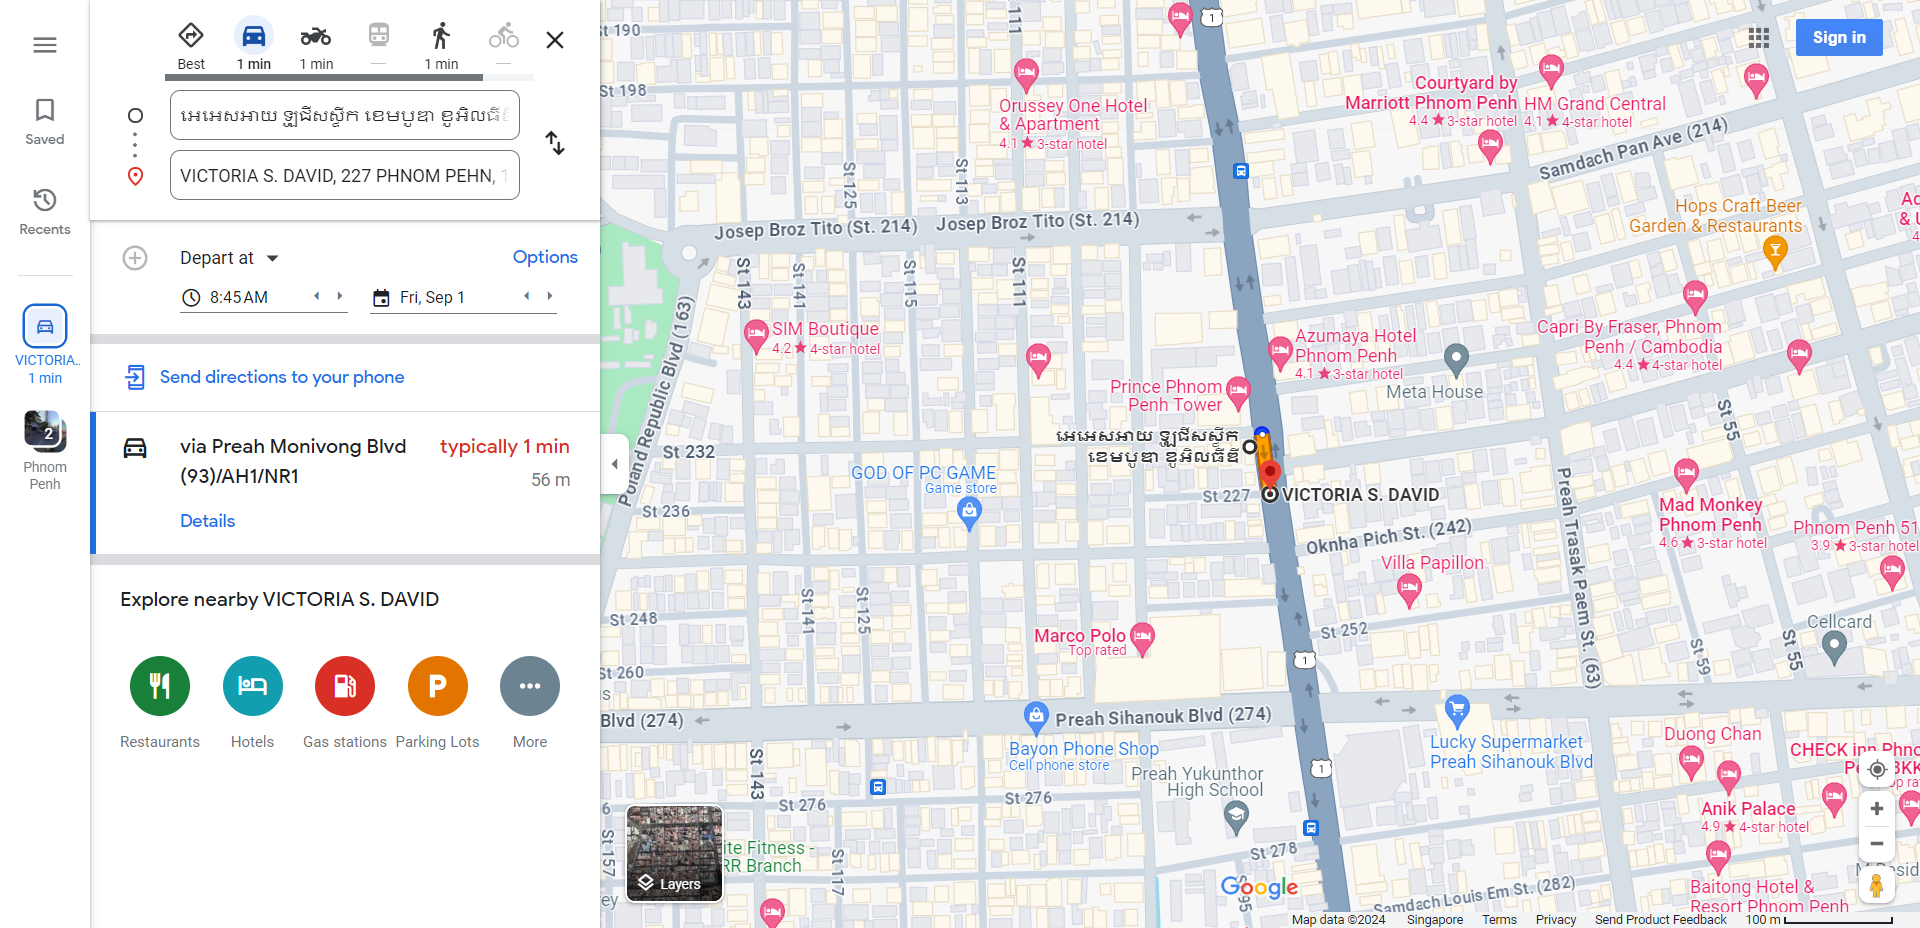 Best
1 min
1 min
—
1 min
—
អេអេសអាយ ឡូជីសស្ទីក ខេមបូឌា ខូអិលធីឌី
VICTORIA S. DAVID, 227 PHNOM PEHN, 1
Saved
Recents
VICTORIA..
1 min
2
Phnom
Penh
Depart at
Options
8:45 AM
Fri, Sep 1
Send directions to your phone
via Preah Monivong Blvd
(93)/AH1/NR1
typically 1 min
56 m
Details
Explore nearby VICTORIA S. DAVID
Restaurants
Hotels
Gas stations
Parking Lots
More
Sign in
St 190
111
1
St 198
Orussey One Hotel
& Apartment
4.1 ★ 3-star hotel
Courtyard by
Marriott Phnom Penh
4.4 ★ 3-star hotel
HM Grand Central
4.1 ★ 4-star hotel
Samdach Pan Ave (214)
St 125
St 113
Hops Craft Beer
Garden & Restaurants
Josep Broz Tito (St. 214)
Josep Broz Tito (St. 214)
St 143
St 141
St 115
St 111
Poland Republic Blvd (163)
SIM Boutique
4.2 ★ 4-star hotel
Azumaya Hotel
Phnom Penh
4.1 ★ 3-star hotel
Capri By Fraser, Phnom
Penh / Cambodia
4.4 ★ 4-star hotel
Meta House
Prince Phnom
Penh Tower
St 55
អេអេសអាយ ឡូជីសស្ទីក
ខេមបូឌា ខូអិលធីឌី
St 232
GOD OF PC GAME
Game store
St 227
VICTORIA S. DAVID
St 236
Oknha Pich St. (242)
Preah Trasak Paem St. (63)
Mad Monkey
Phnom Penh
4.6 ★ 3-star hotel
Phnom Penh 51
3.9 ★ 3-star hotel
Villa Papillon
St 141
St 125
St 248
Marco Polo
Top rated
St 252
Cellcard
St 59
St 55
St 260
1
Blvd (274)
Preah Sihanouk Blvd (274)
Bayon Phone Shop
Cell phone store
Lucky Supermarket
Preah Sihanouk Blvd
Duong Chan
CHECK inn Phno
St 143
Preah Yukunthor
High School
1
St 276
St 276
Anik Palace
4.9 ★ 4-star hotel
St 157
ite Fitness -
RR Branch
St 117
St 278
Layers
Google
Samdach Louis Em St. (282)
Baitong Hotel &
Resort Phnom Penh
Map data ©2024
Singapore
Terms
Privacy
Send Product Feedback
100 m